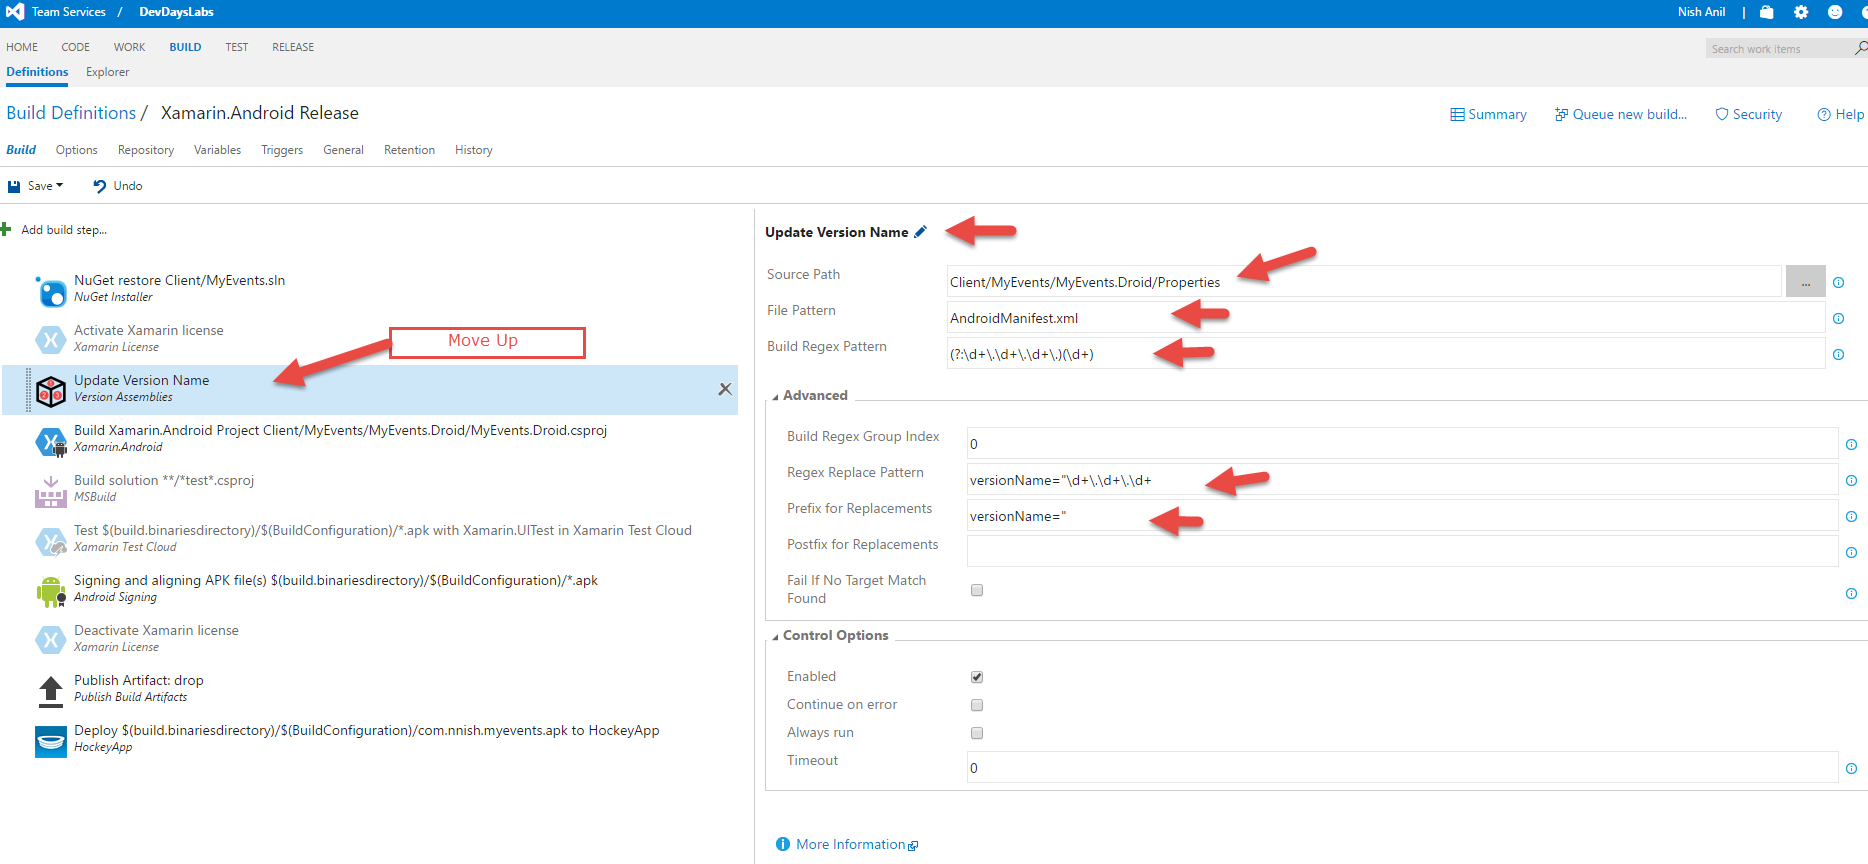 Team Services / DevDaysLabs
Nish Anil |
HOME CODE WORK BUILD TEST RELEASE
Search work items
Definitions Explorer
Build Definitions / Xamarin.Android Release
Summary Queue new build... Security Help
Build Options Repository Variables Triggers General Retention History
Save Undo
Add build step...
NuGet restore Client/MyEvents.sln
NuGet Installer
Activate Xamarin license
Xamarin License
Move Up
Update Version Name
Version Assemblies
Build Xamarin.Android Project Client/MyEvents/MyEvents.Droid/MyEvents.Droid.csproj
Xamarin.Android
Build solution **/*test*.csproj
MSBuild
Test $(build.binariesdirectory)/$(BuildConfiguration)/*.apk with Xamarin.UITest in Xamarin Test Cloud
Xamarin Test Cloud
Signing and aligning APK file(s) $(build.binariesdirectory)/$(BuildConfiguration)/*.apk
Android Signing
Deactivate Xamarin license
Xamarin License
Publish Artifact: drop
Publish Build Artifacts
Deploy $(build.binariesdirectory)/$(BuildConfiguration)/com.nnish.myevents.apk to HockeyApp
HockeyApp
Update Version Name
Source Path
Client/MyEvents/MyEvents.Droid/Properties
...
File Pattern
AndroidManifest.xml
Build Regex Pattern
(?:\d+\.\d+\.\d+\.)(\d+)
Advanced
Build Regex Group Index
0
Regex Replace Pattern
versionName="\d+\.\d+\.\d+
Prefix for Replacements
versionName="
Postfix for Replacements
Fail If No Target Match
Found
Control Options
Enabled
Continue on error
Always run
Timeout
0
More Information